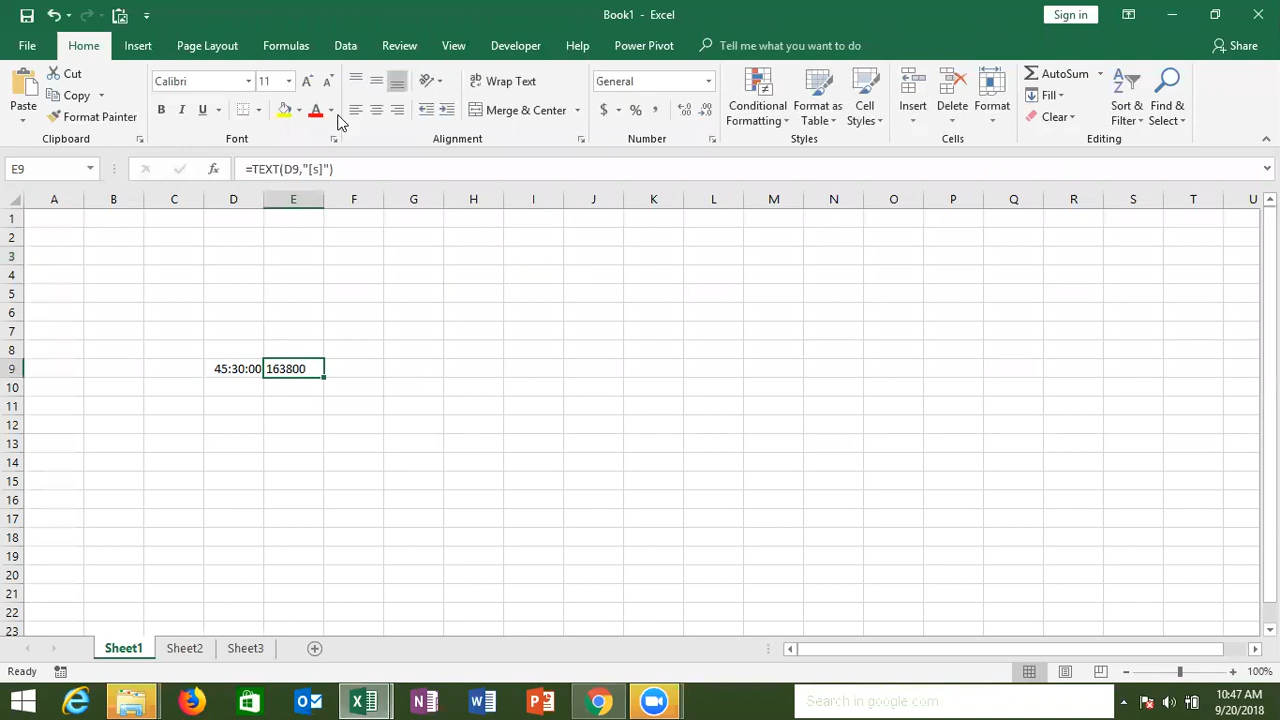 Book1 - Excel
Sign in
File Home Insert Page Layout Formulas Data Review View Developer Help Power Pivot Tell me what you want to do Share
Paste
Cut
Copy
Format Painter
Clipboard
Calibri 11
B I U A
Font
ab Wrap Text
Merge & Center
Alignment
General
$ % ,
Number
Conditional Formatting
Format as Table
Cell Styles
Styles
Insert
Delete
Format
Cells
AutoSum
Fill
Clear
Sort & Filter
Find & Select
Editing
E9 fx =TEXT(D9,"[s]")
A B C D E F G H I J K L M N O P Q R S T U
1
2
3
4
5
6
7
8
9 45:30:00 163800
10
11
12
13
14
15
16
17
18
19
20
21
22
23
Sheet1 Sheet2 Sheet3
Ready 100%
Search in google.com
10:47 AM
9/20/2018